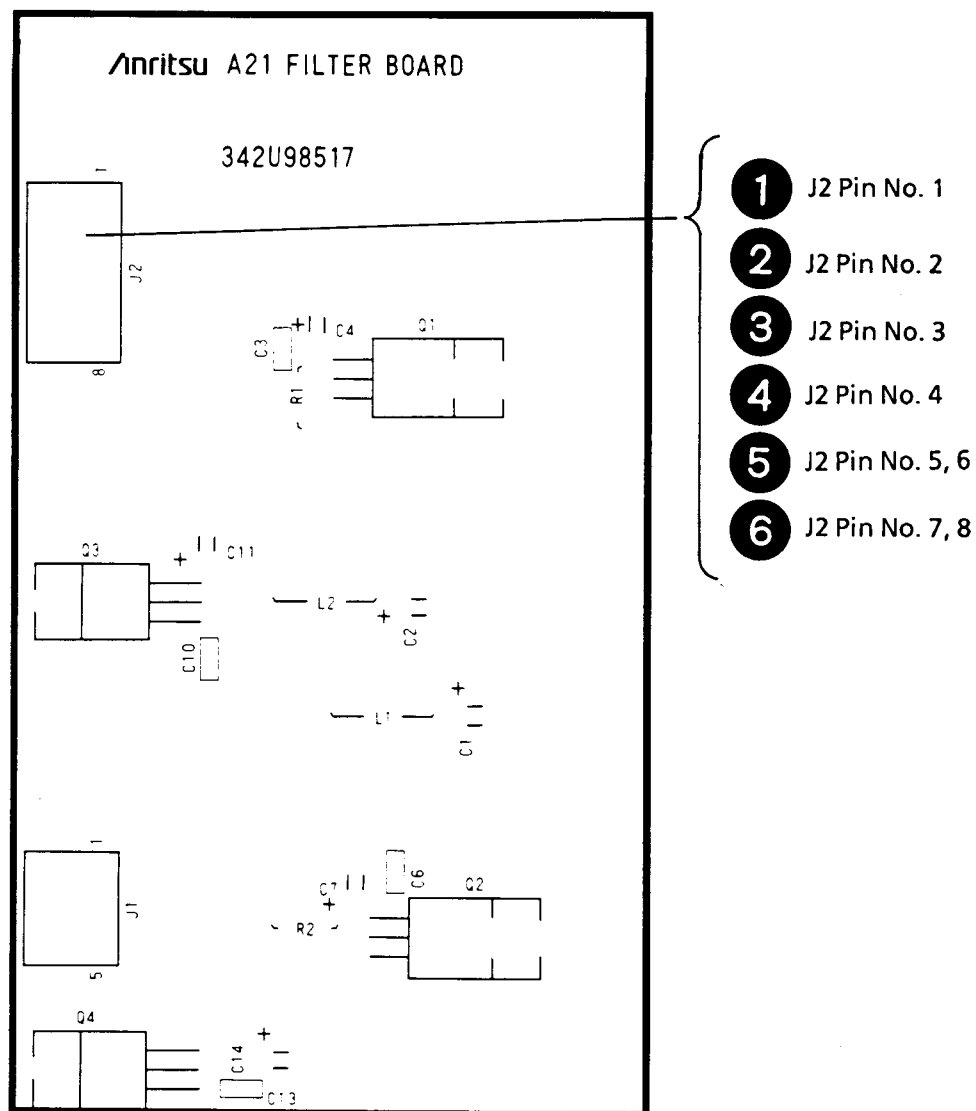 Anritsu A21 FILTER BOARD
342U98517
1
J2
8
1 J2 Pin No. 1
2 J2 Pin No. 2
3 J2 Pin No. 3
4 J2 Pin No. 4
5 J2 Pin No. 5, 6
6 J2 Pin No. 7, 8
C3
+
C4
Q1
R1
Q3
+
C11
L2
+
C2
C10
L1
+
C1
1
J1
5
C7
+
C6
Q2
R2
Q4
C14
+
C13